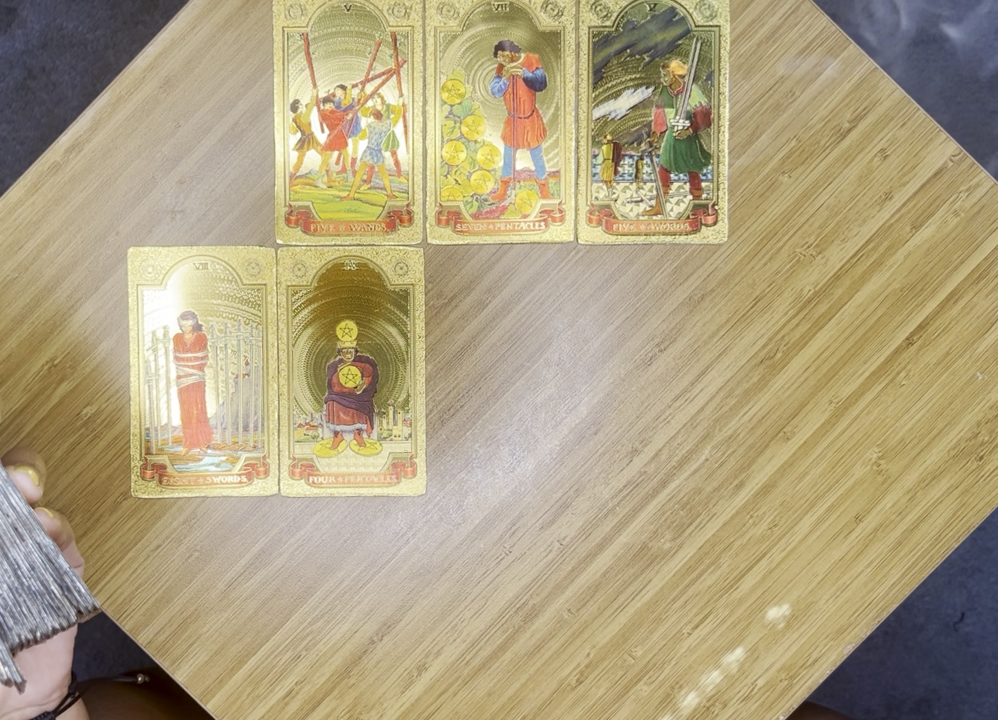 V
VII
V
FIVE of WANDS
SEVEN of PENTACLES
FIVE of SWORDS
VIII
EIGHT of SWORDS
FOUR of PENTACLES